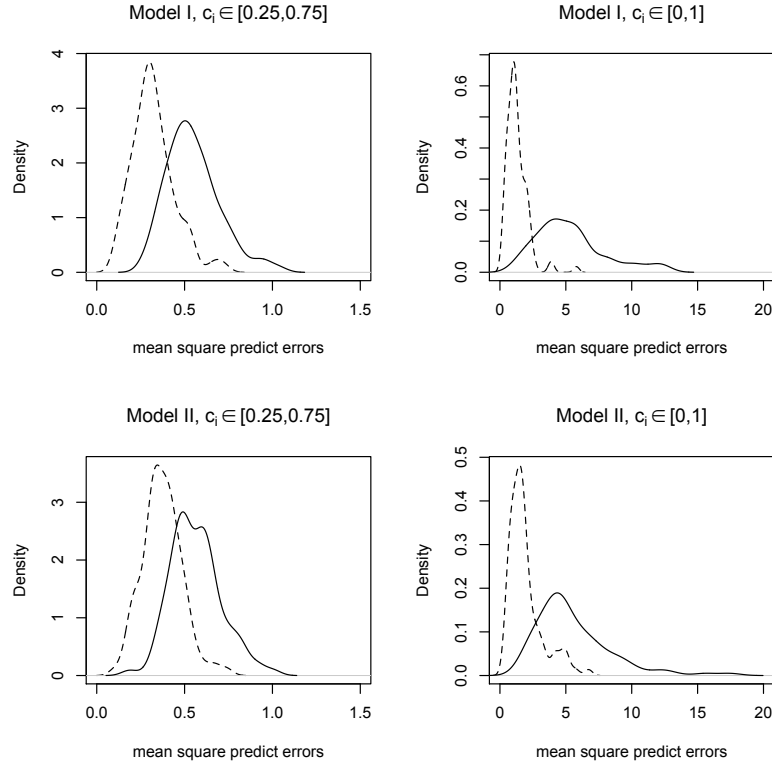 Model I, cᵢ ∈ [0.25,0.75]
Density
0 1 2 3 4
0.0 0.5 1.0 1.5
mean square predict errors
Model I, cᵢ ∈ [0,1]
Density
0.0 0.2 0.4 0.6
0 5 10 15 20
mean square predict errors
Model II, cᵢ ∈ [0.25,0.75]
Density
0 1 2 3
0.0 0.5 1.0 1.5
mean square predict errors
Model II, cᵢ ∈ [0,1]
Density
0.0 0.1 0.2 0.3 0.4 0.5
0 5 10 15 20
mean square predict errors